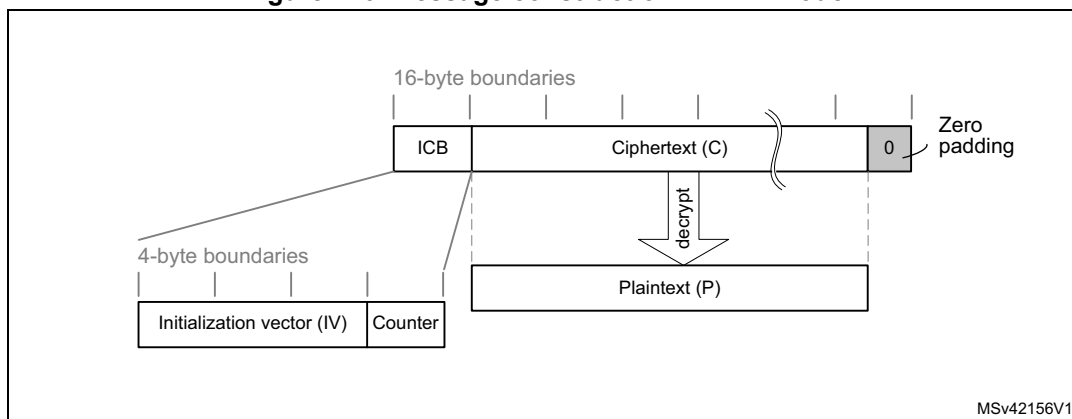 16-byte boundaries
ICB
Ciphertext (C)
0
Zero
padding
decrypt
4-byte boundaries
Plaintext (P)
Initialization vector (IV)
Counter
MSv42156V1